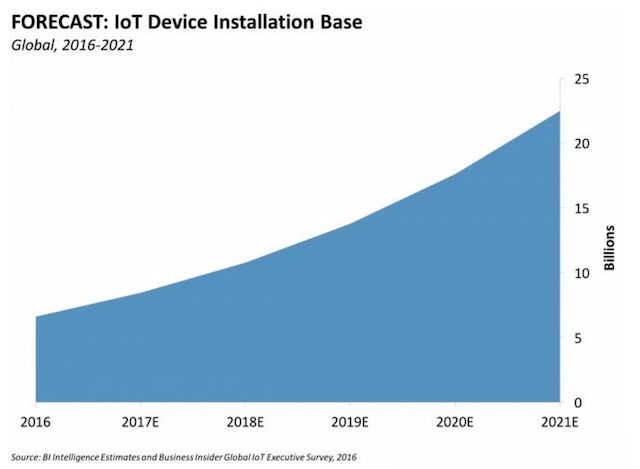 FORECAST: IoT Device Installation Base
Global, 2016-2021
25
20
15
10
5
0
Billions
2016 2017E 2018E 2019E 2020E 2021E
Source: BI Intelligence Estimates and Business Insider Global IoT Executive Survey, 2016